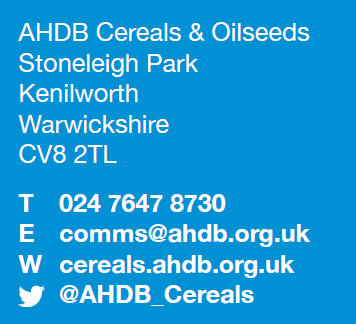 AHDB Cereals & Oilseeds
Stoneleigh Park
Kenilworth
Warwickshire
CV8 2TL
T 024 7647 8730
E comms@ahdb.org.uk
W cereals.ahdb.org.uk
@AHDB_Cereals